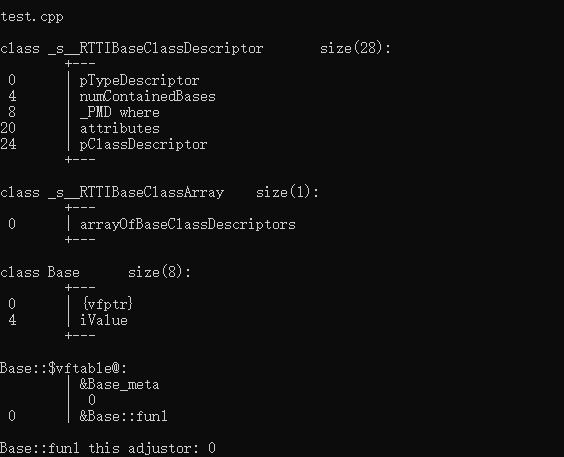 test.cpp
class _s__RTTIBaseClassDescriptor size(28):
+---
0 | pTypeDescriptor
4 | numContainedBases
8 | _PMD where
20 | attributes
24 | pClassDescriptor
+---
class _s__RTTIBaseClassArray size(1):
+---
0 | arrayOfBaseClassDescriptors
+---
class Base size(8):
+---
0 | {vfptr}
4 | iValue
+---
Base::$vftable@:
| &Base_meta
| 0
0 | &Base::fun1
Base::fun1 this adjustor: 0